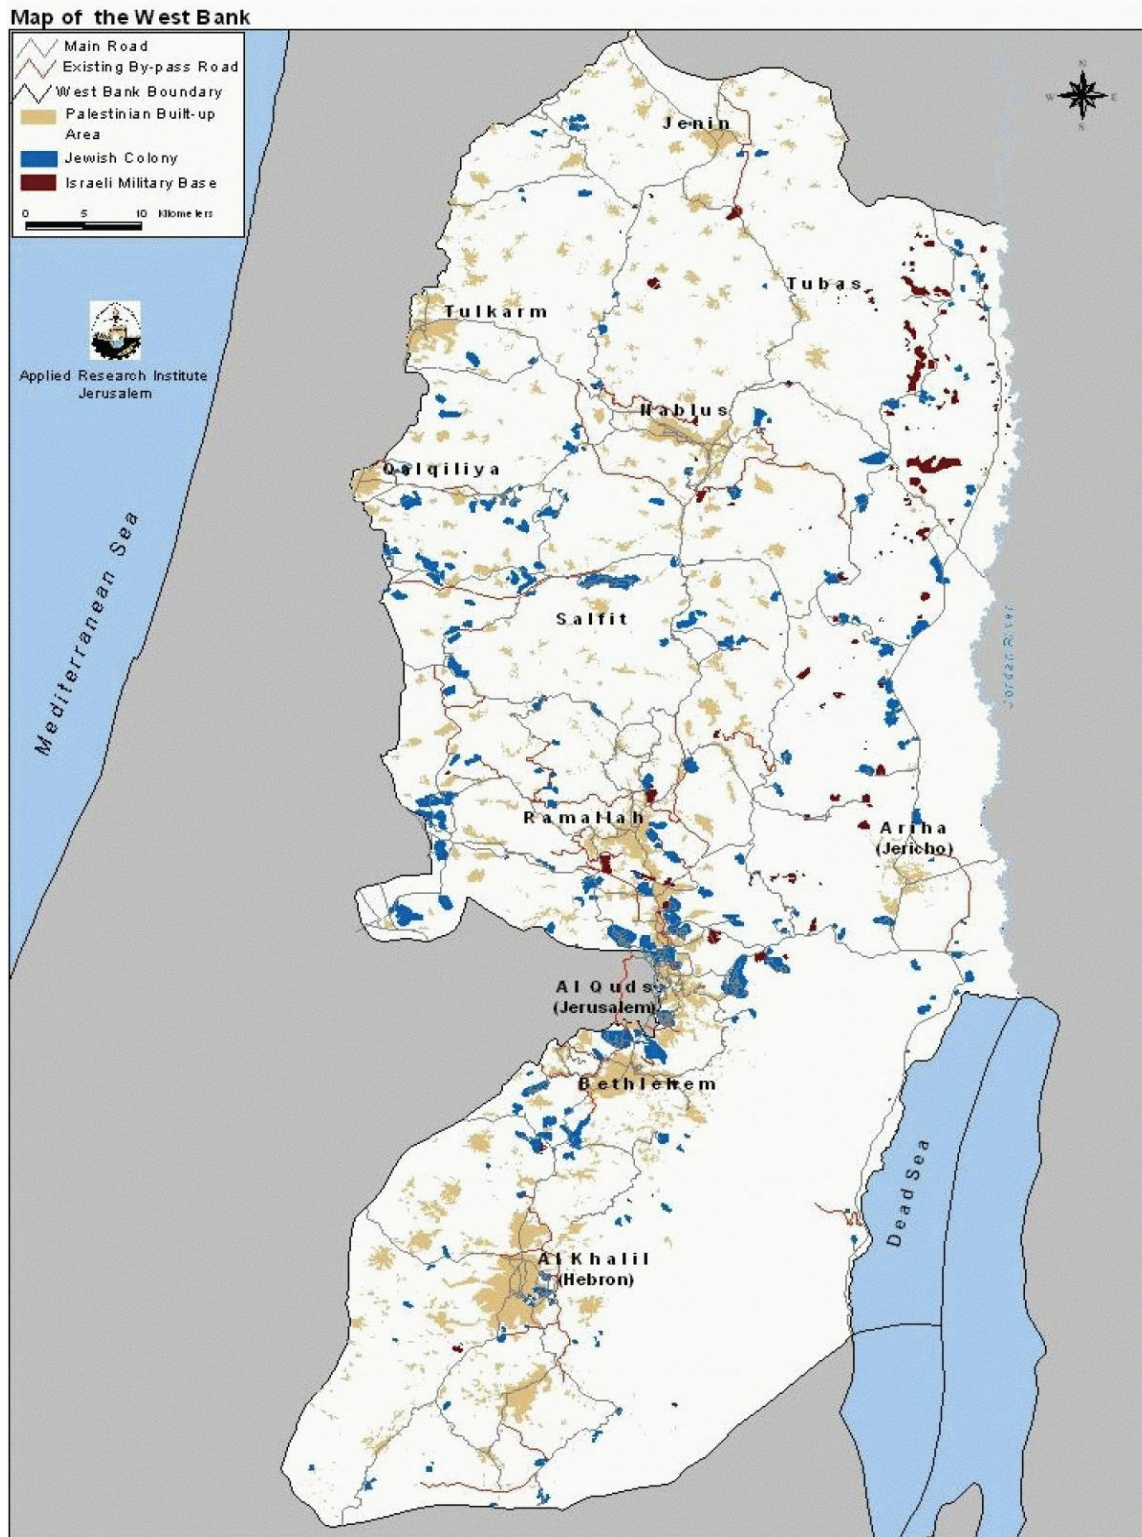 Map of the West Bank
Main Road
Existing By-pass Road
West Bank Boundary
Palestinian Built-up
Area
Jewish Colony
Israeli Military Base
0 5 10 Kilometers
N
W E
S
Jenin
Tubas
Tulkarm
Applied Research Institute
Jerusalem
Nablus
Qalqiliya
Mediterranean Sea
Salfit
Jordan River
Ramallah
Ariha
(Jericho)
Al Quds
(Jerusalem)
Bethlehem
Dead Sea
Al Khalil
(Hebron)